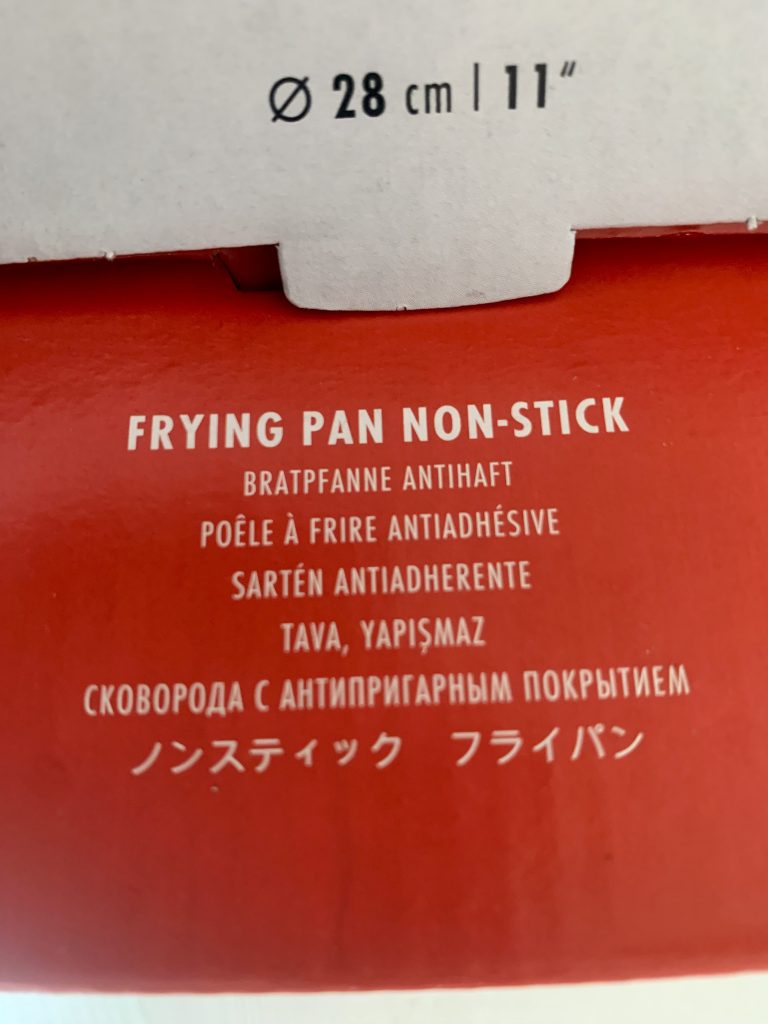 Ø 28 cm | 11“
FRYING PAN NON-STICK
BRATPFANNE ANTIHAFT
POÊLE À FRIRE ANTIADHÉSIVE
SARTÉN ANTIADHERENTE
TAVA, YAPIŞMAZ
СКОВОРОДА С АНТИПРИГАРНЫМ ПОКРЫТИЕМ
ノンスティック　フライパン